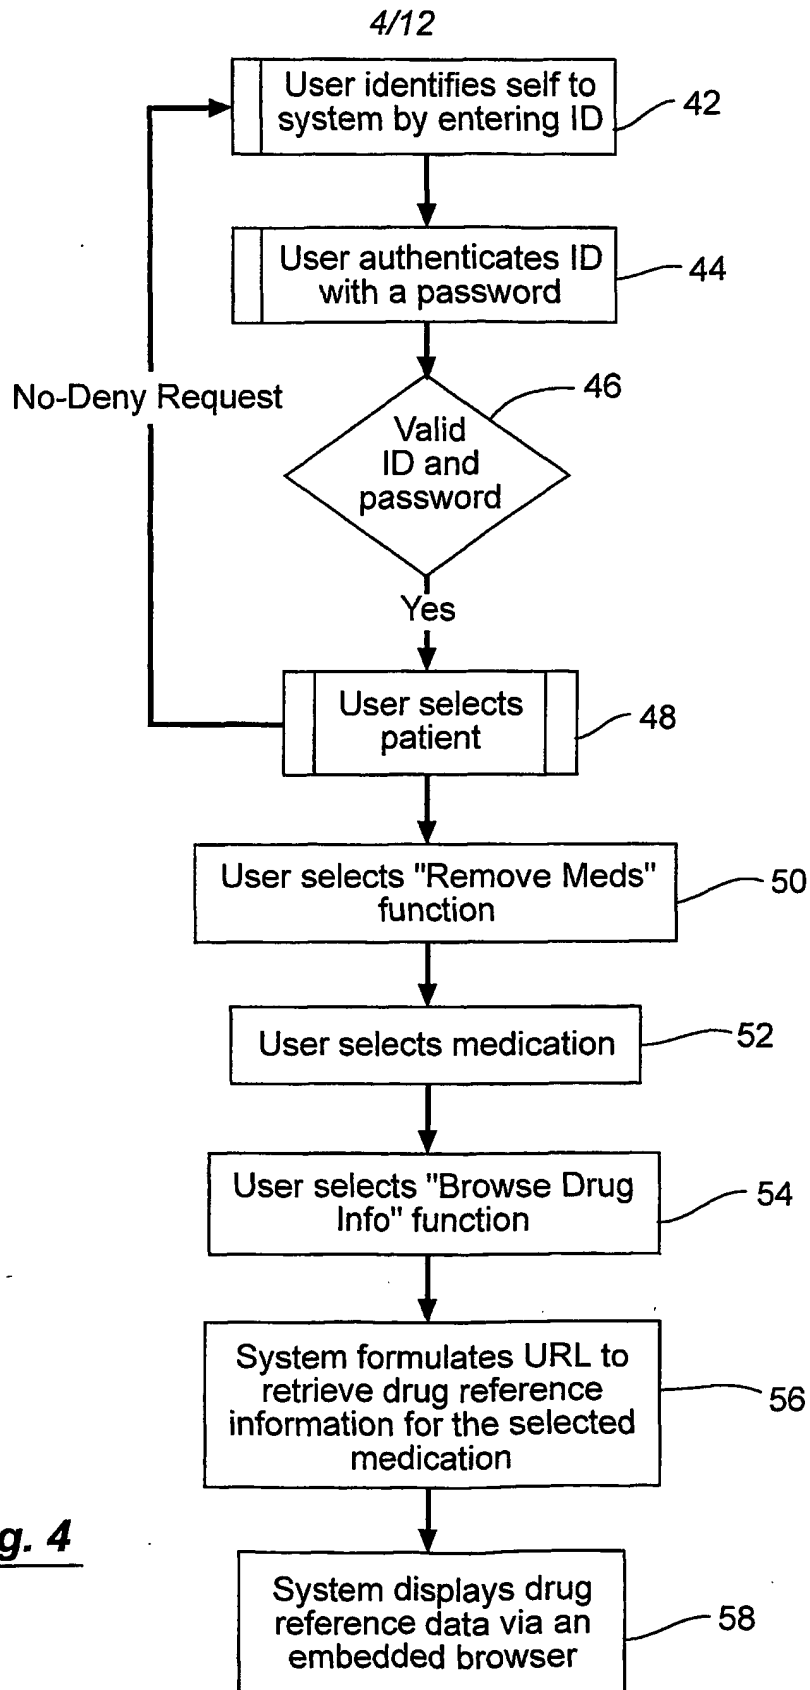 4/12
User identifies self to
system by entering ID
42
User authenticates ID
with a password
44
No-Deny Request
46
Valid
ID and
password
Yes
User selects
patient
48
User selects "Remove Meds"
function
50
User selects medication
52
User selects "Browse Drug
Info" function
54
System formulates URL to
retrieve drug reference
information for the selected
medication
56
g. 4
System displays drug
reference data via an
embedded browser
58